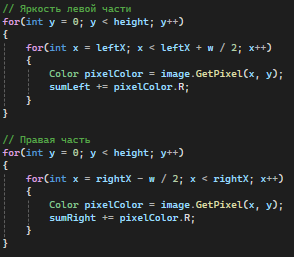 // Яркость левой части
for(int y = 0; y < height; y++)
{
    for(int x = leftX; x < leftX + w / 2; x++)
    {
        Color pixelColor = image.GetPixel(x, y);
        sumLeft += pixelColor.R;
    }
}

// Правая часть
for(int y = 0; y < height; y++)
{
    for(int x = rightX - w / 2; x < rightX; x++)
    {
        Color pixelColor = image.GetPixel(x, y);
        sumRight += pixelColor.R;
    }
}